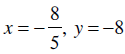 x = −8/5, y = −8